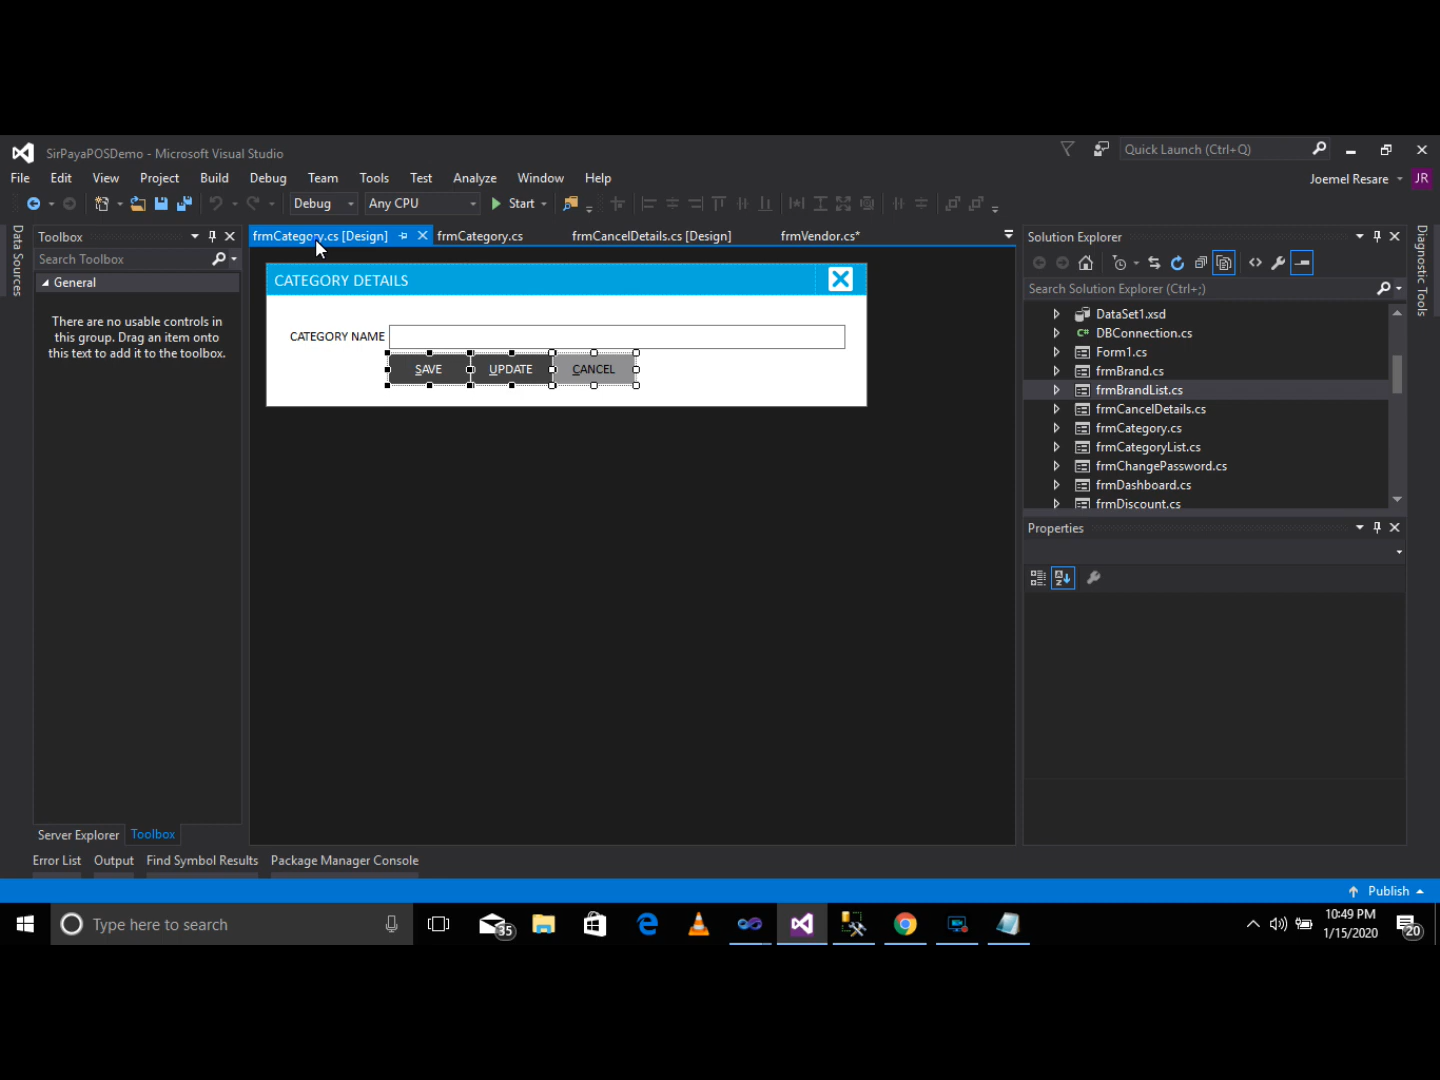 SirPayaPOSDemo - Microsoft Visual Studio
Quick Launch (Ctrl+Q)
File Edit View Project Build Debug Team Tools Test Analyze Window Help
Joemel Resare JR
Debug Any CPU Start
Data Sources
Toolbox
Search Toolbox
General
There are no usable controls in
this group. Drag an item onto
this text to add it to the toolbox.
Server Explorer Toolbox
frmCategory.cs [Design] frmCategory.cs frmCancelDetails.cs [Design] frmVendor.cs*
CATEGORY DETAILS
CATEGORY NAME
SAVE UPDATE CANCEL
Solution Explorer
Search Solution Explorer (Ctrl+;)
DataSet1.xsd
C# DBConnection.cs
Form1.cs
frmBrand.cs
frmBrandList.cs
frmCancelDetails.cs
frmCategory.cs
frmCategoryList.cs
frmChangePassword.cs
frmDashboard.cs
frmDiscount.cs
Properties
Diagnostic Tools
Error List Output Find Symbol Results Package Manager Console
Publish
Type here to search
35
10:49 PM
1/15/2020
20